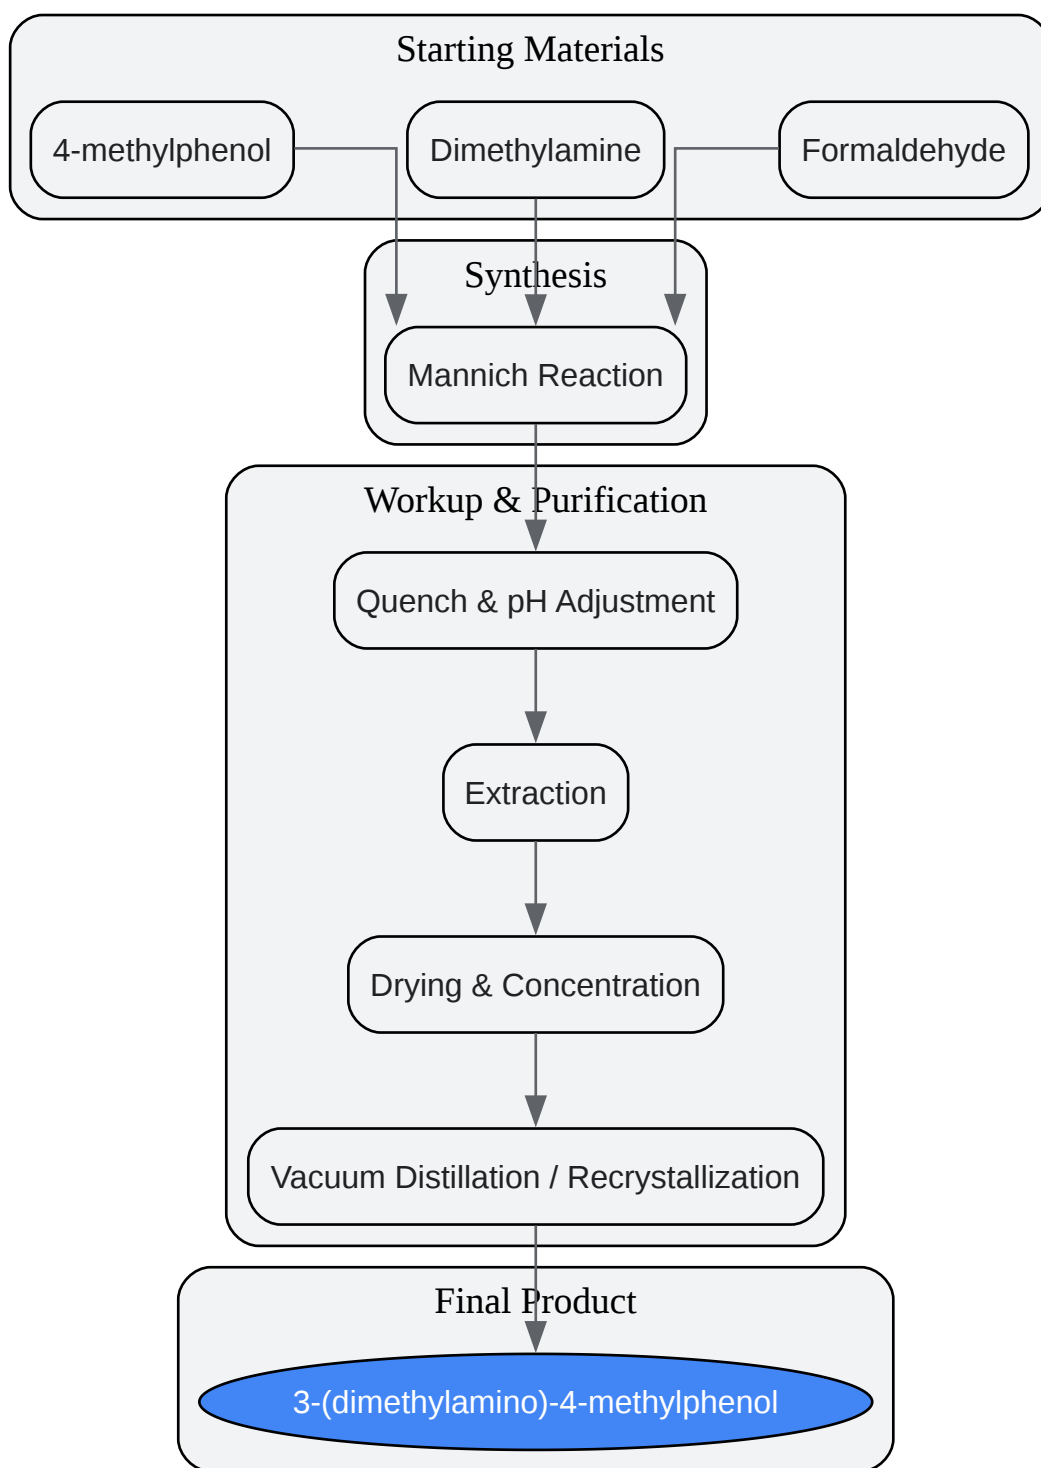 Starting Materials
4-methylphenol
Dimethylamine
Formaldehyde
Synthesis
Mannich Reaction
Workup & Purification
Quench & pH Adjustment
Extraction
Drying & Concentration
Vacuum Distillation / Recrystallization
Final Product
3-(dimethylamino)-4-methylphenol